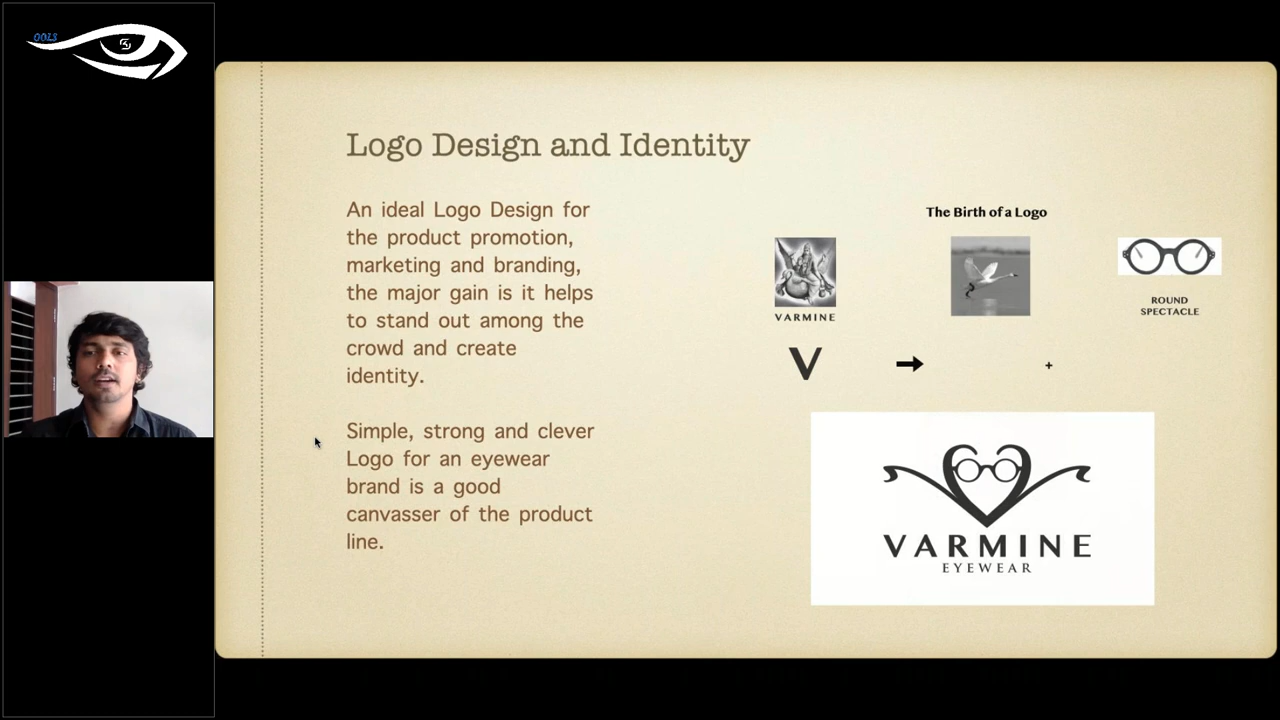 OOLS
Logo Design and Identity
An ideal Logo Design for
the product promotion,
marketing and branding,
the major gain is it helps
to stand out among the
crowd and create
identity.
Simple, strong and clever
Logo for an eyewear
brand is a good
canvasser of the product
line.
The Birth of a Logo
VARMINE
ROUND
SPECTACLE
V
+
VARMINE
EYEWEAR